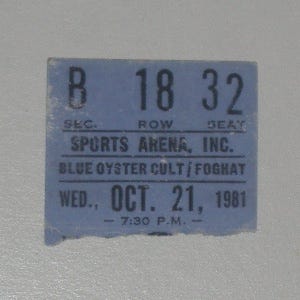 B 18 32
SEC. ROW SEAT
SPORTS ARENA, INC.
BLUE OYSTER CULT/FOGHAT
WED., OCT. 21, 1981
— 7:30 P.M. —